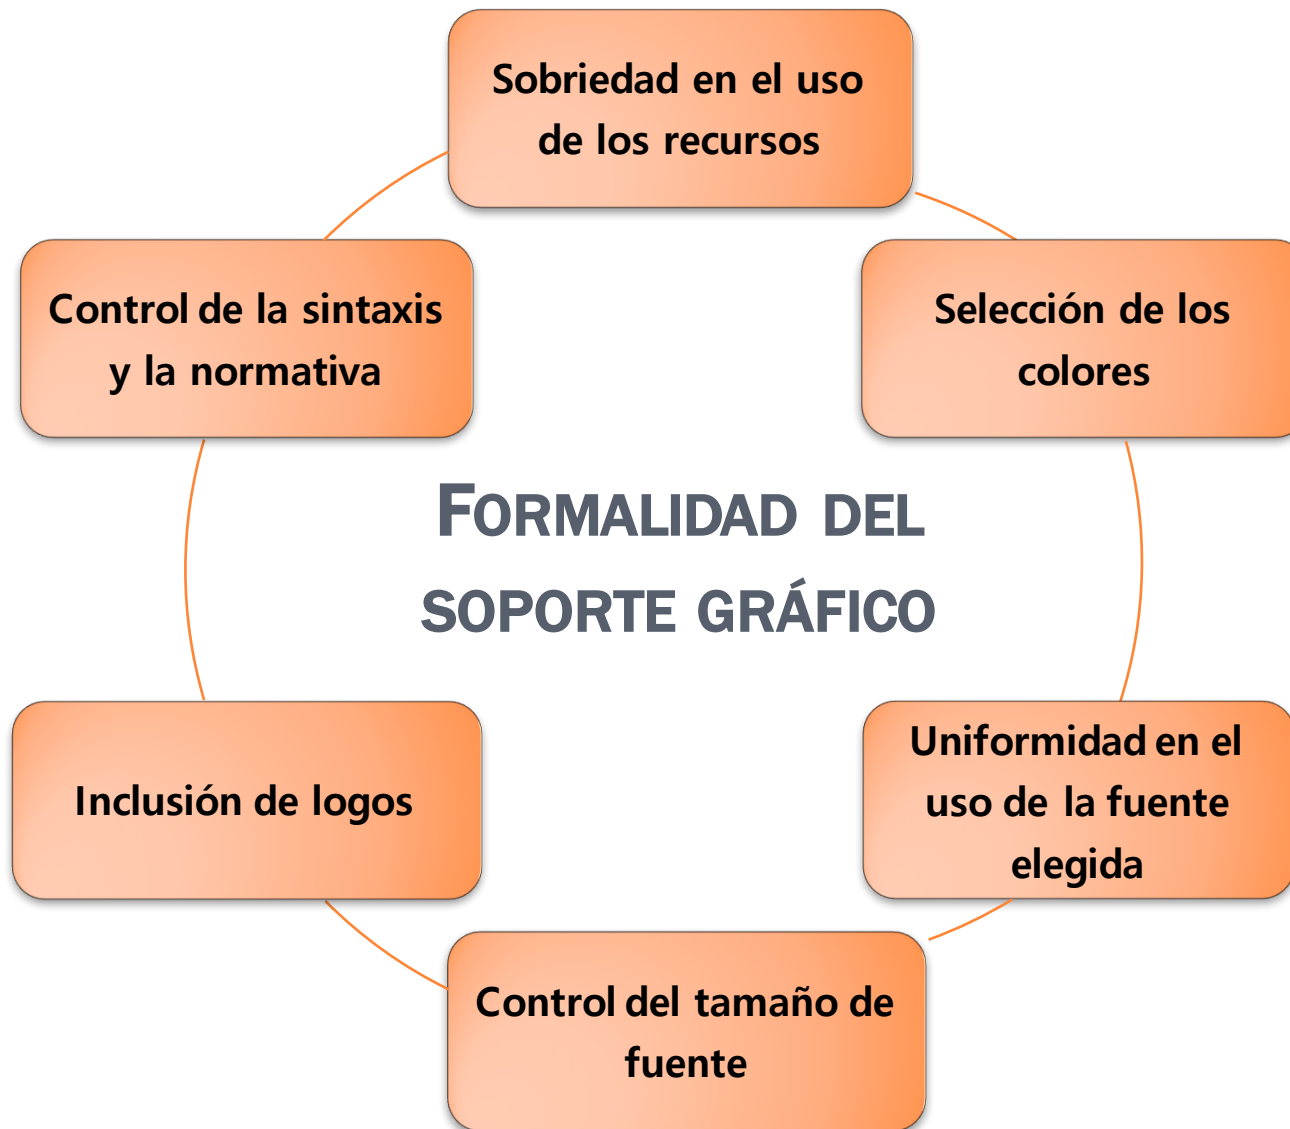 Sobriedad en el uso
de los recursos
Selección de los
colores
Uniformidad en el
uso de la fuente
elegida
Control del tamaño de
fuente
Inclusión de logos
Control de la sintaxis
y la normativa
FORMALIDAD DEL
SOPORTE GRÁFICO